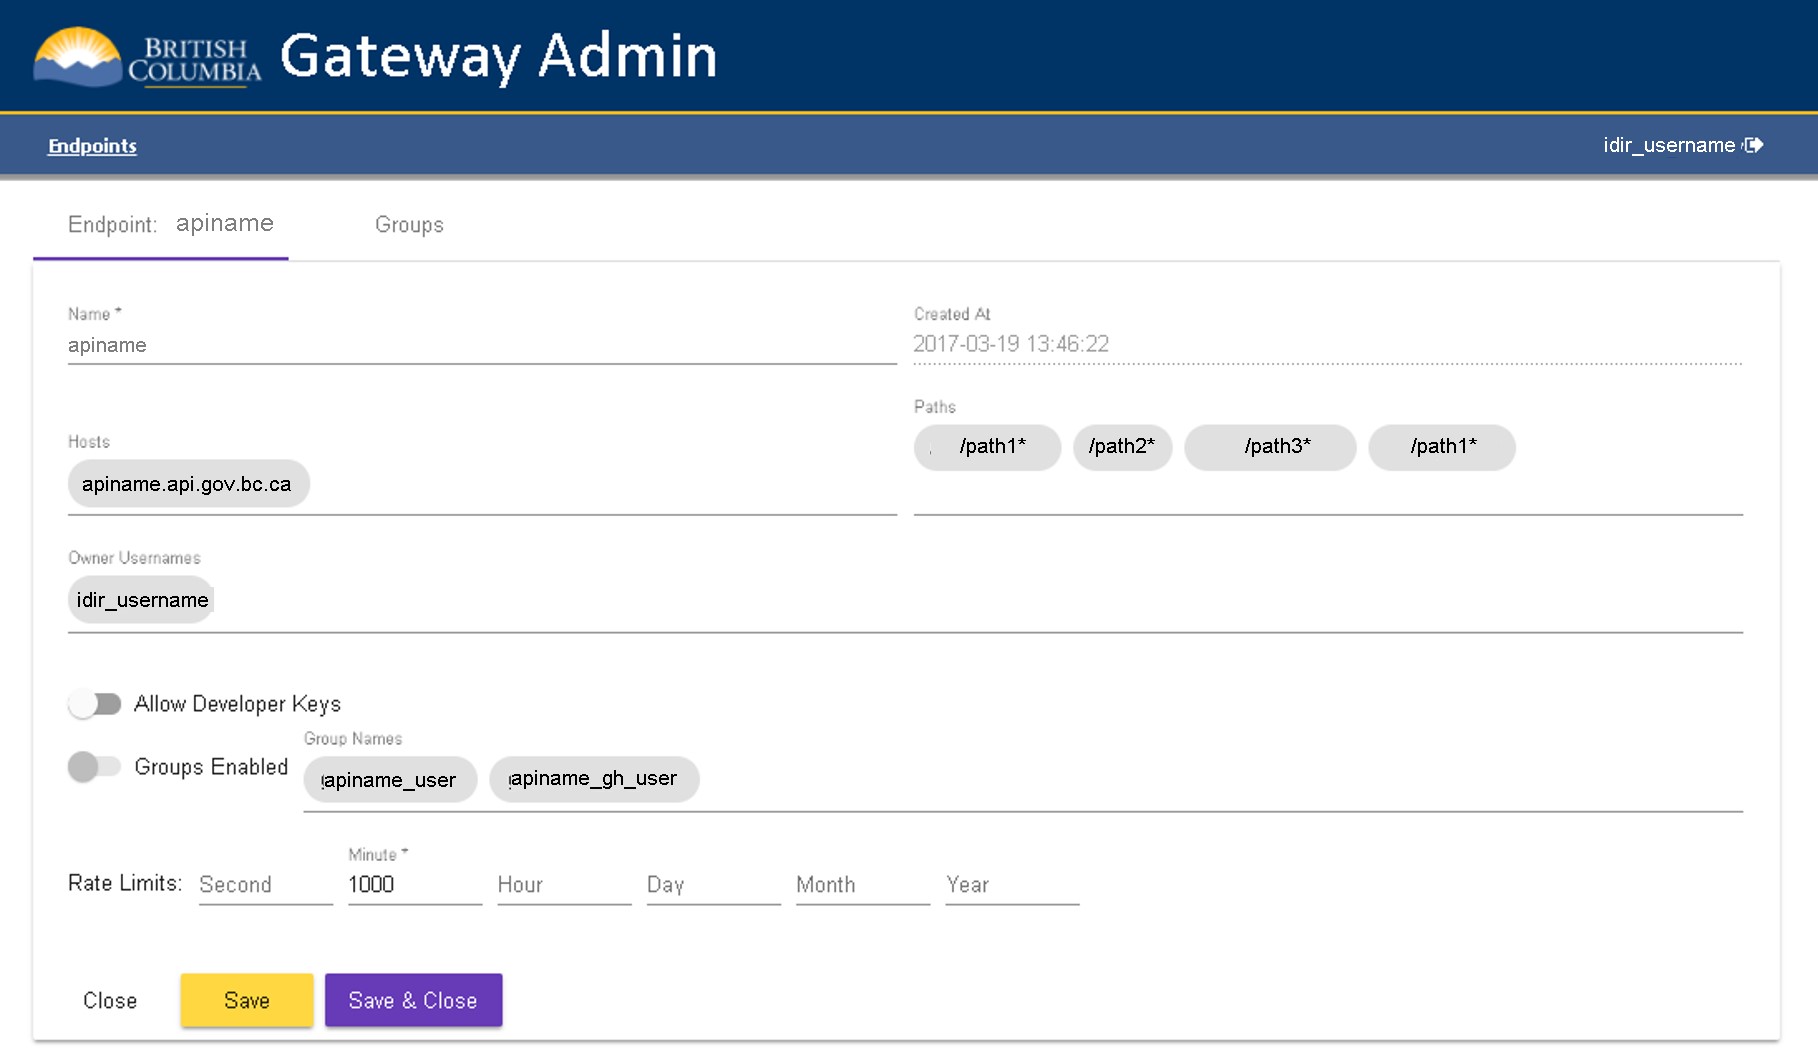 BRITISH
COLUMBIA
Gateway Admin
Endpoints
idir_username
Endpoint: apiname
Groups
Name *
apiname
Created At
2017-03-19 13:46:22
Hosts
apiname.api.gov.bc.ca
Paths
/path1* /path2* /path3* /path1*
Owner Usernames
idir_username
Allow Developer Keys
Groups Enabled
Group Names
apiname_user apiname_gh_user
Rate Limits:
Second
Minute *
1000
Hour
Day
Month
Year
Close
Save
Save & Close